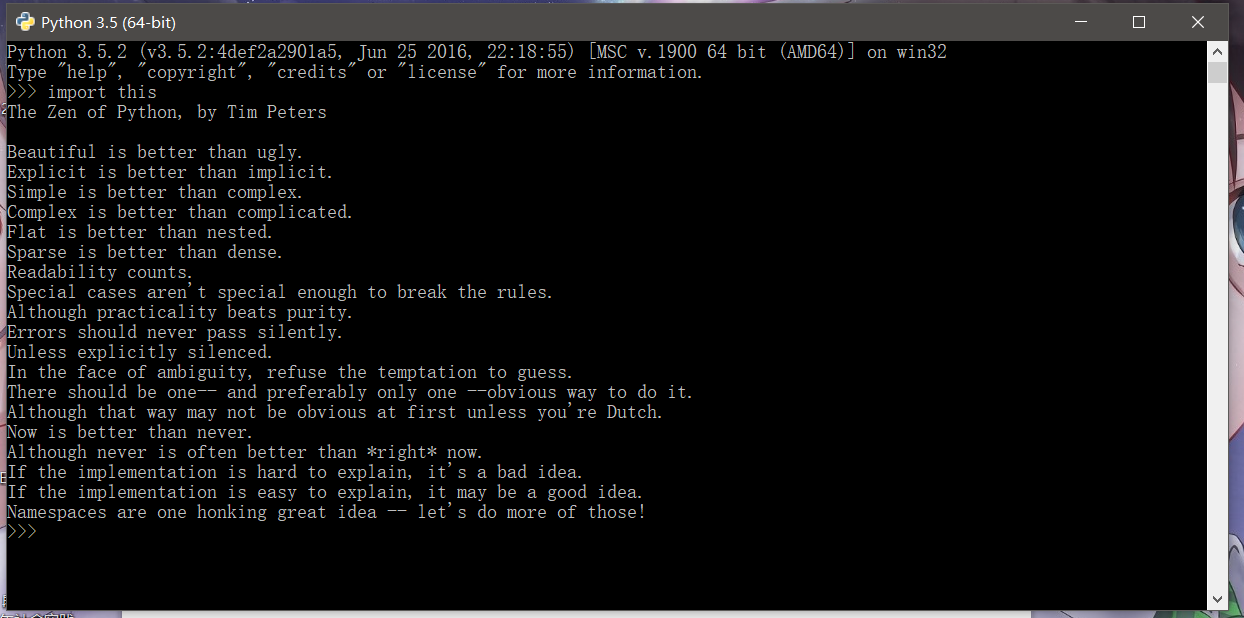 Python 3.5 (64-bit)
Python 3.5.2 (v3.5.2:4def2a2901a5, Jun 25 2016, 22:18:55) [MSC v.1900 64 bit (AMD64)] on win32
Type "help", "copyright", "credits" or "license" for more information.
>>> import this
The Zen of Python, by Tim Peters

Beautiful is better than ugly.
Explicit is better than implicit.
Simple is better than complex.
Complex is better than complicated.
Flat is better than nested.
Sparse is better than dense.
Readability counts.
Special cases aren't special enough to break the rules.
Although practicality beats purity.
Errors should never pass silently.
Unless explicitly silenced.
In the face of ambiguity, refuse the temptation to guess.
There should be one-- and preferably only one --obvious way to do it.
Although that way may not be obvious at first unless you're Dutch.
Now is better than never.
Although never is often better than *right* now.
If the implementation is hard to explain, it's a bad idea.
If the implementation is easy to explain, it may be a good idea.
Namespaces are one honking great idea -- let's do more of those!
>>>